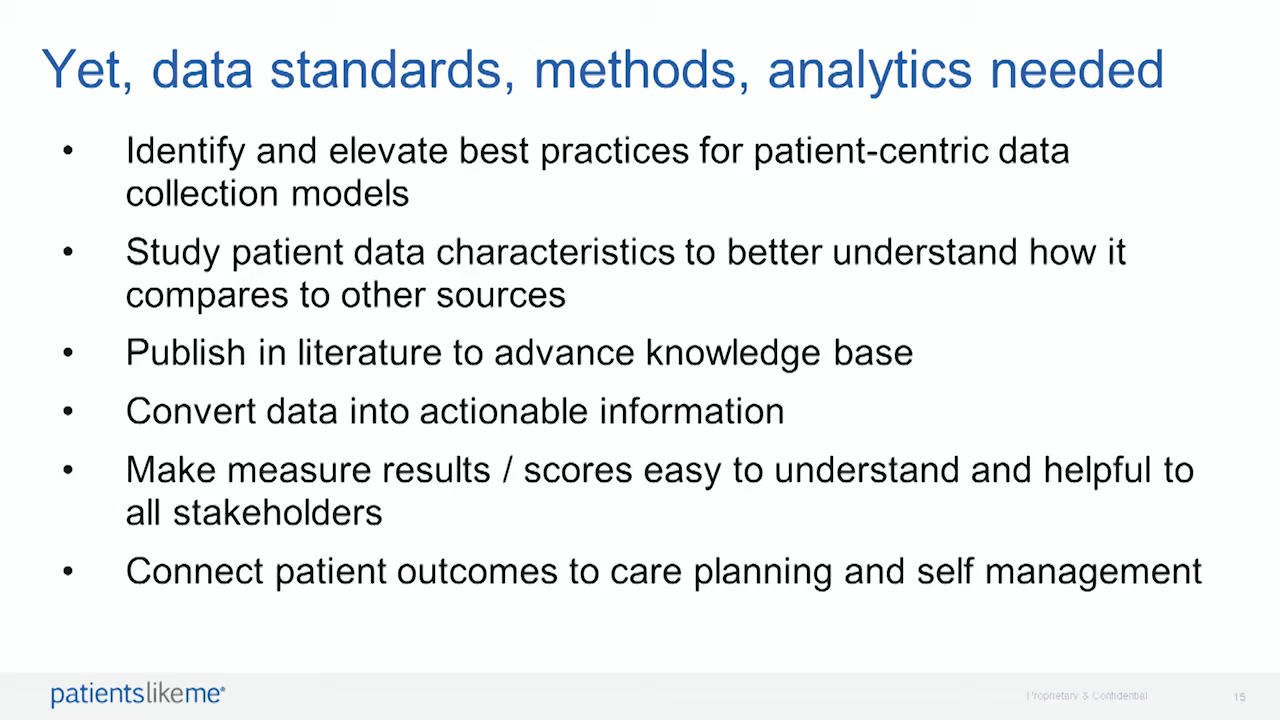 Yet, data standards, methods, analytics needed
• Identify and elevate best practices for patient-centric data
collection models
• Study patient data characteristics to better understand how it
compares to other sources
• Publish in literature to advance knowledge base
• Convert data into actionable information
• Make measure results / scores easy to understand and helpful to
all stakeholders
• Connect patient outcomes to care planning and self management
patientslikeme®
Proprietary & Confidential
15